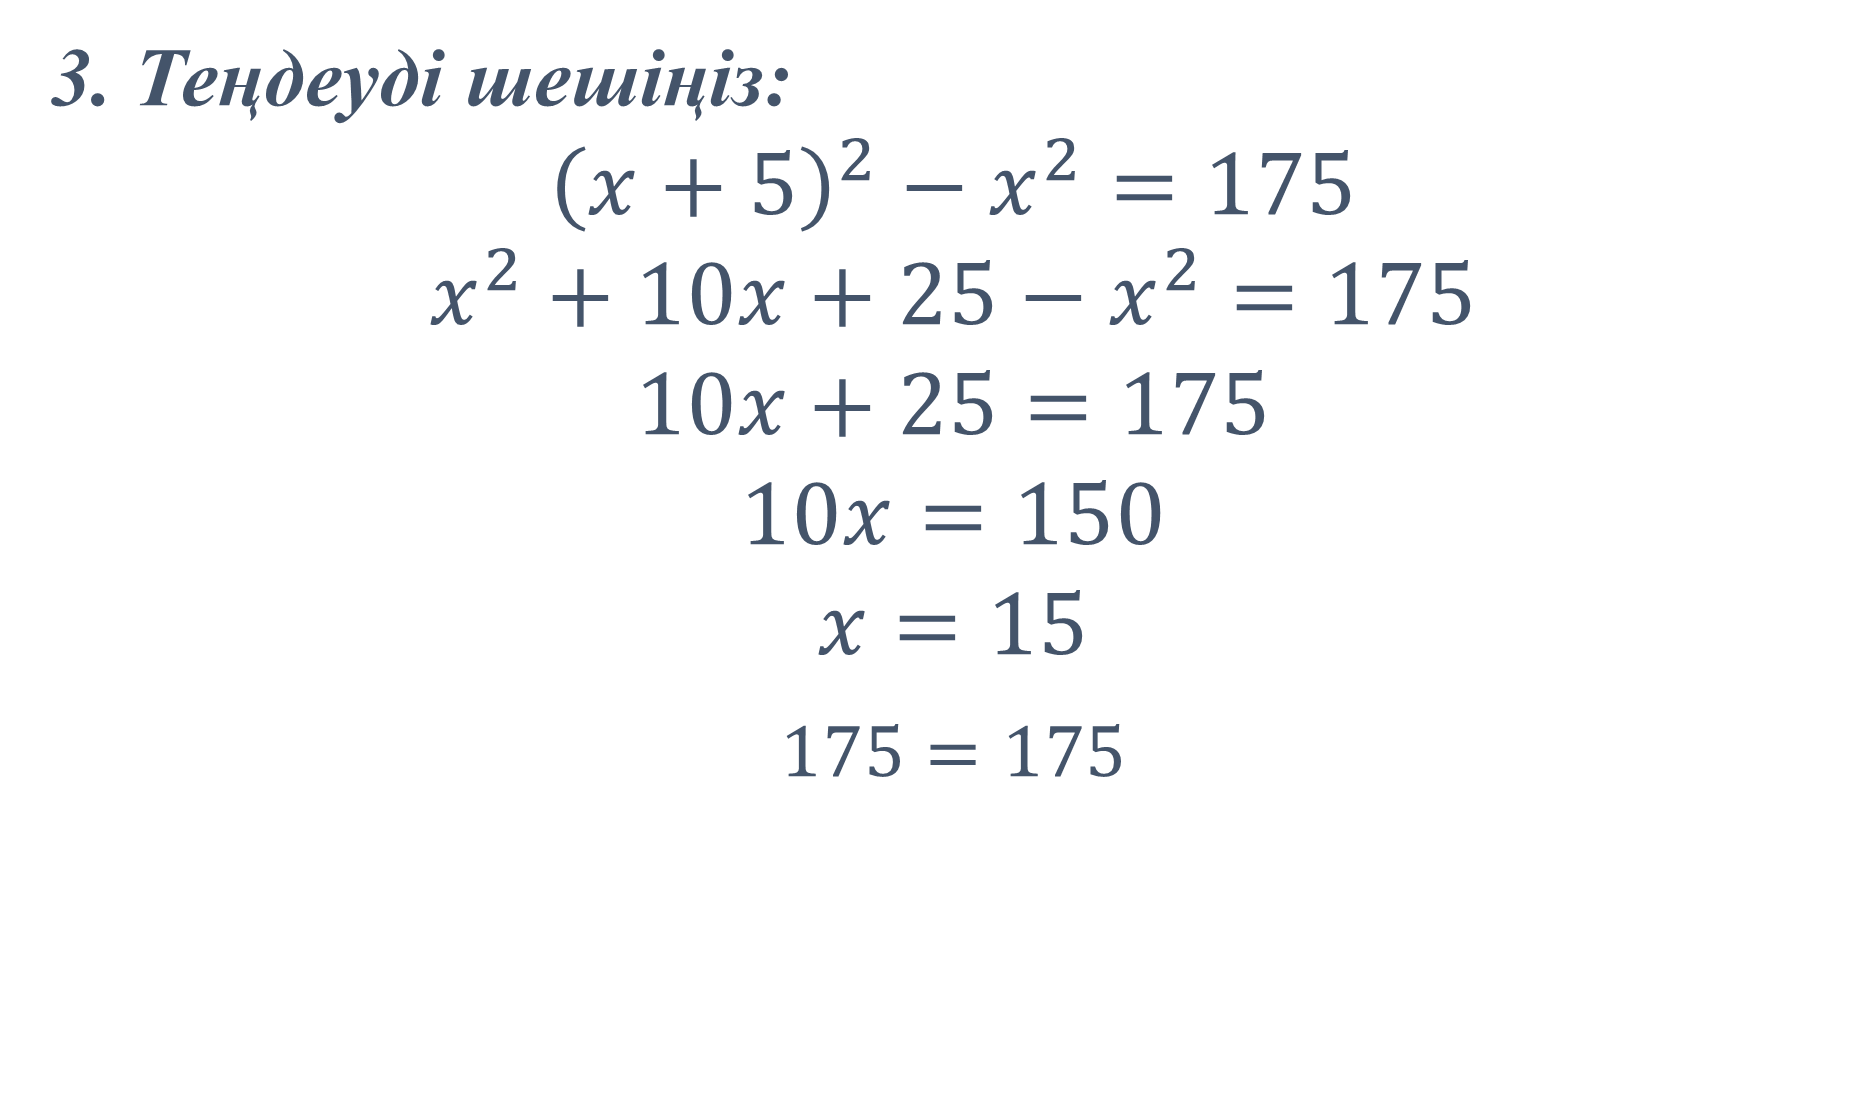 3. Теңдеуді шешіңіз:
(x + 5)² − x² = 175
x² + 10x + 25 − x² = 175
10x + 25 = 175
10x = 150
x = 15
175 = 175